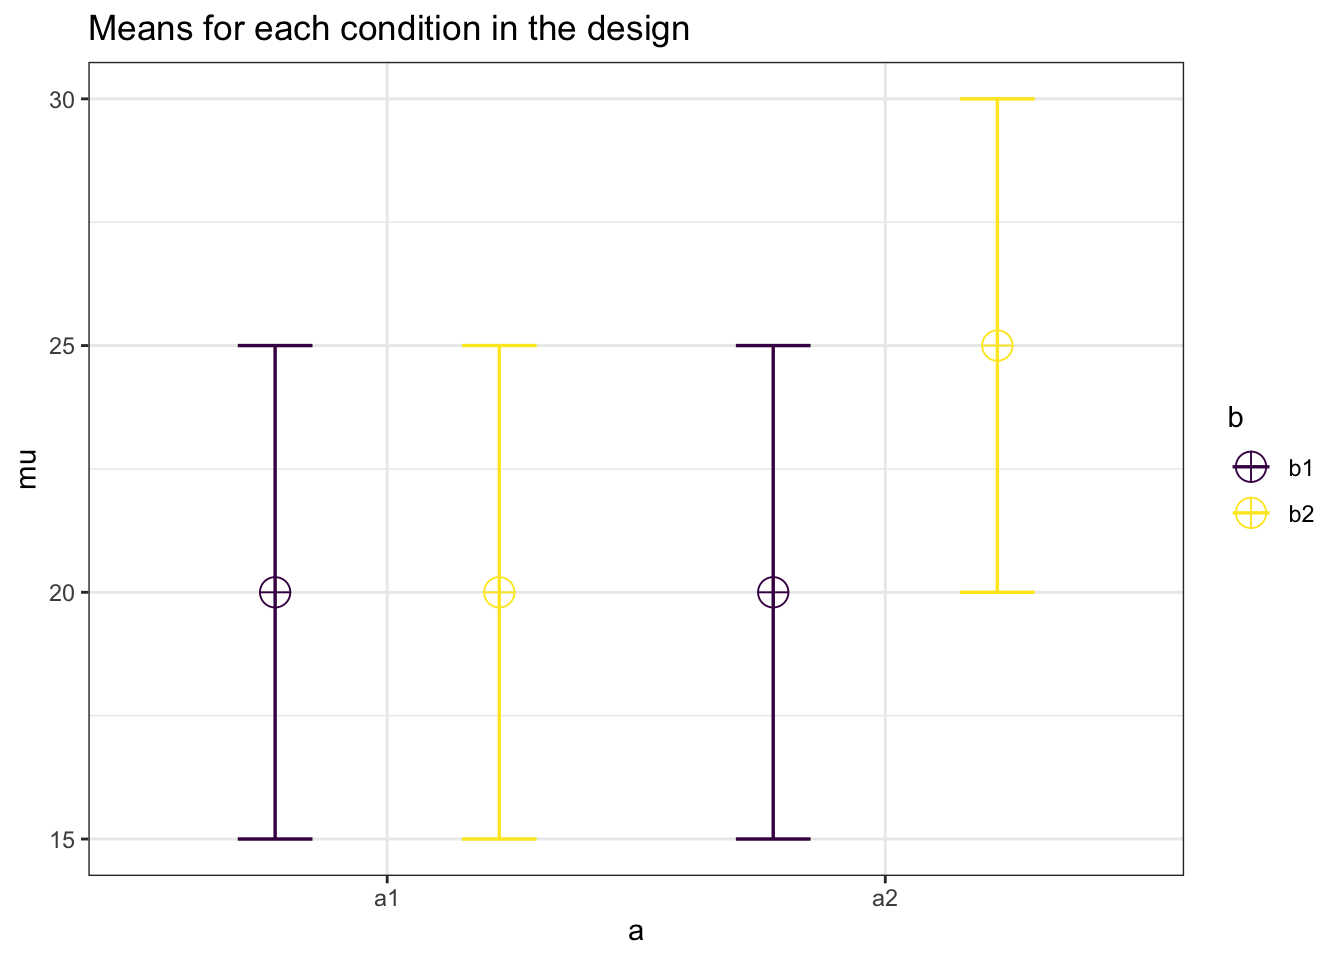 Means for each condition in the design
30
25
20
15
mu
a1
a2
a
b
b1
b2